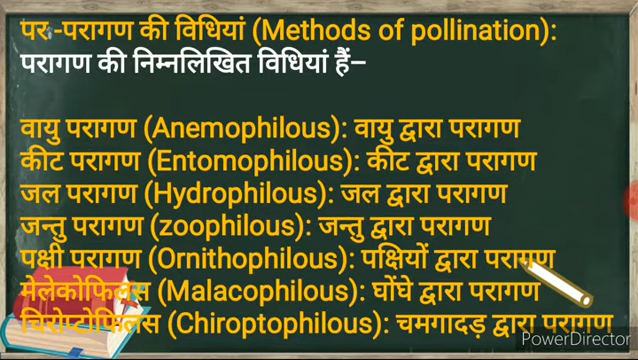 पर-परागण की विधियां (Methods of pollination):
परागण की निम्नलिखित विधियां हैं–
वायु परागण (Anemophilous): वायु द्वारा परागण
कीट परागण (Entomophilous): कीट द्वारा परागण
जल परागण (Hydrophilous): जल द्वारा परागण
जन्तु परागण (zoophilous): जन्तु द्वारा परागण
पक्षी परागण (Ornithophilous): पक्षियों द्वारा परागण
मेलेकोफिलस (Malacophilous): घोंघे द्वारा परागण
चिरोप्टोफिलस (Chiroptophilous): चमगादड़ द्वारा परागण
PowerDirector